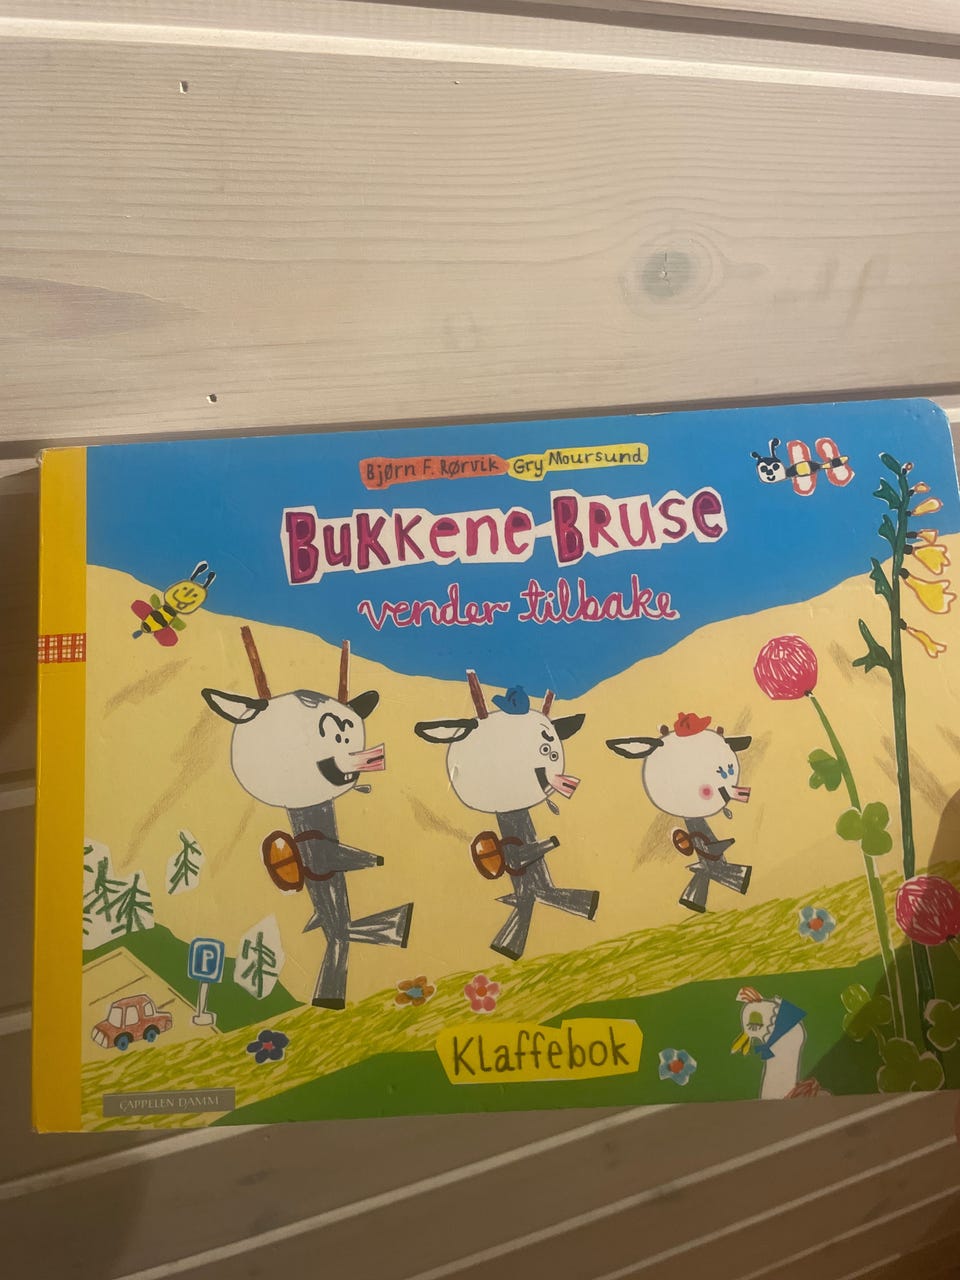 Bjørn F. Rørvik Gry Moursund
Bukkene Bruse
vender tilbake
P
Klaffebok
CAPPELEN DAMM